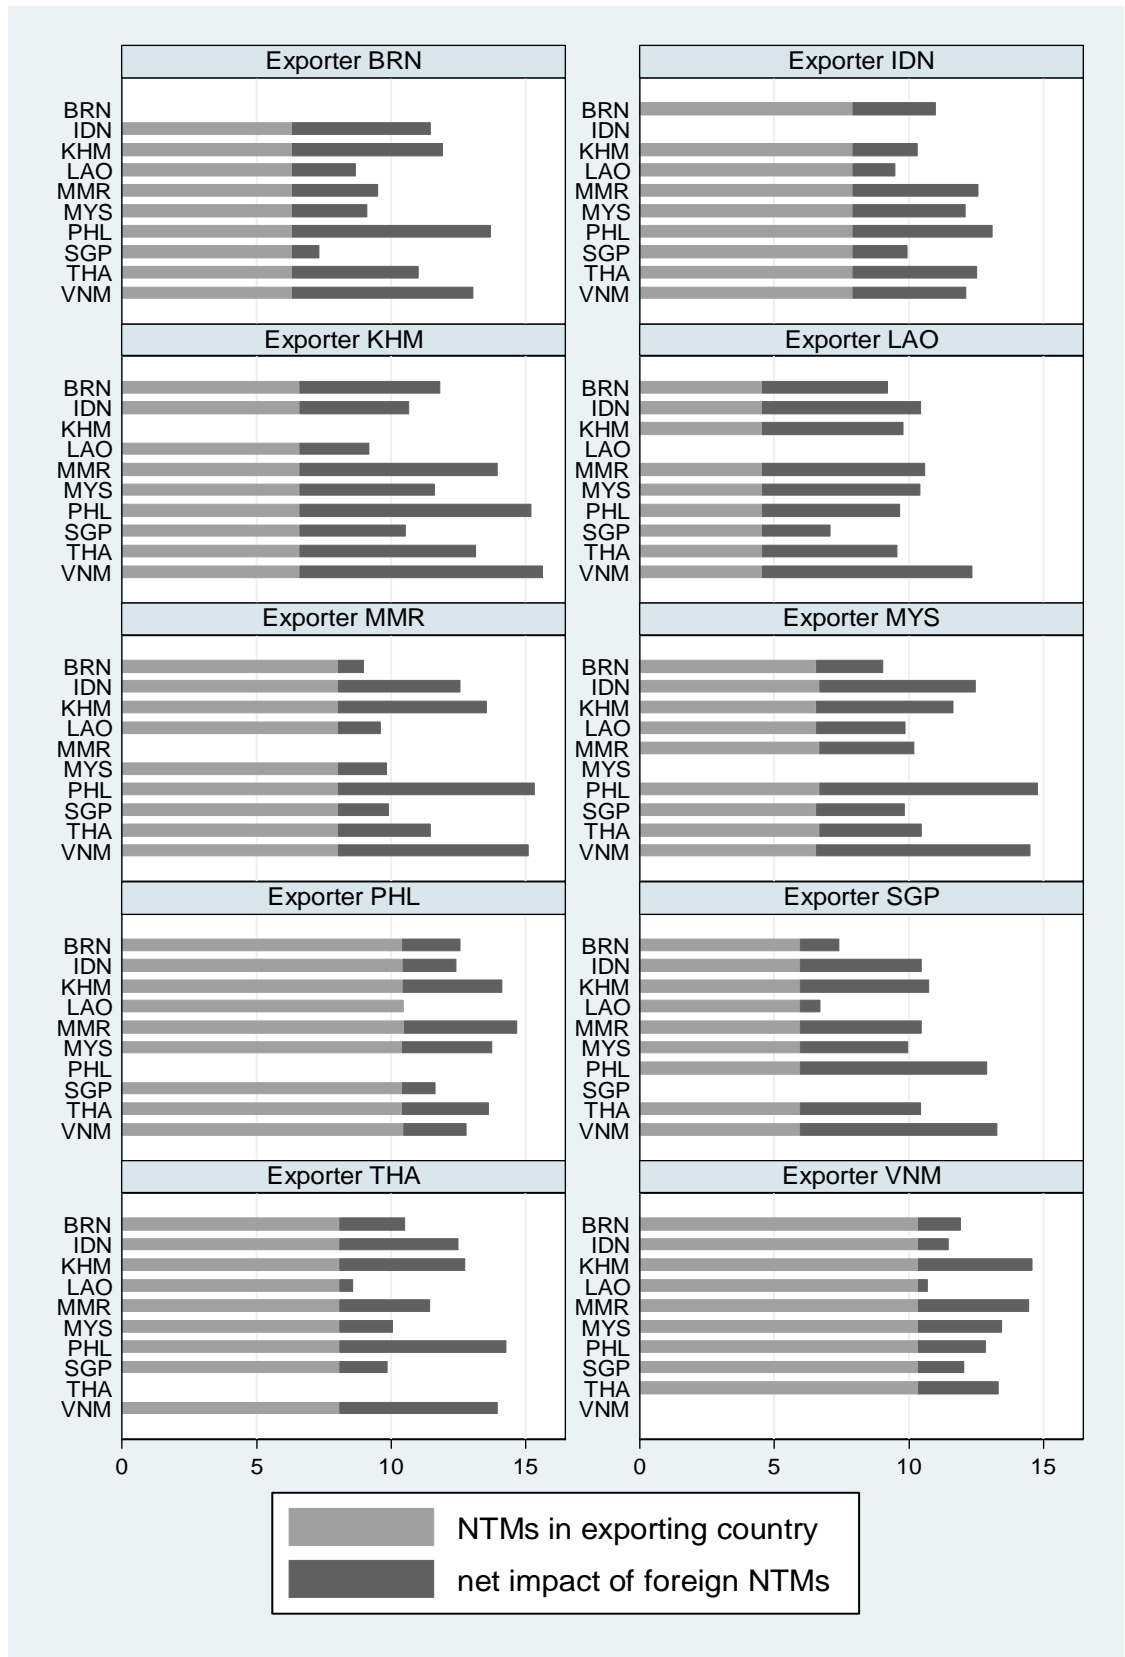 Exporter BRN
BRN
IDN
KHM
LAO
MMR
MYS
PHL
SGP
THA
VNM
Exporter IDN
BRN
IDN
KHM
LAO
MMR
MYS
PHL
SGP
THA
VNM
Exporter KHM
BRN
IDN
KHM
LAO
MMR
MYS
PHL
SGP
THA
VNM
Exporter LAO
BRN
IDN
KHM
LAO
MMR
MYS
PHL
SGP
THA
VNM
Exporter MMR
BRN
IDN
KHM
LAO
MMR
MYS
PHL
SGP
THA
VNM
Exporter MYS
BRN
IDN
KHM
LAO
MMR
MYS
PHL
SGP
THA
VNM
Exporter PHL
BRN
IDN
KHM
LAO
MMR
MYS
PHL
SGP
THA
VNM
Exporter SGP
BRN
IDN
KHM
LAO
MMR
MYS
PHL
SGP
THA
VNM
Exporter THA
BRN
IDN
KHM
LAO
MMR
MYS
PHL
SGP
THA
VNM
0 5 10 15
Exporter VNM
BRN
IDN
KHM
LAO
MMR
MYS
PHL
SGP
THA
VNM
0 5 10 15
NTMs in exporting country
net impact of foreign NTMs